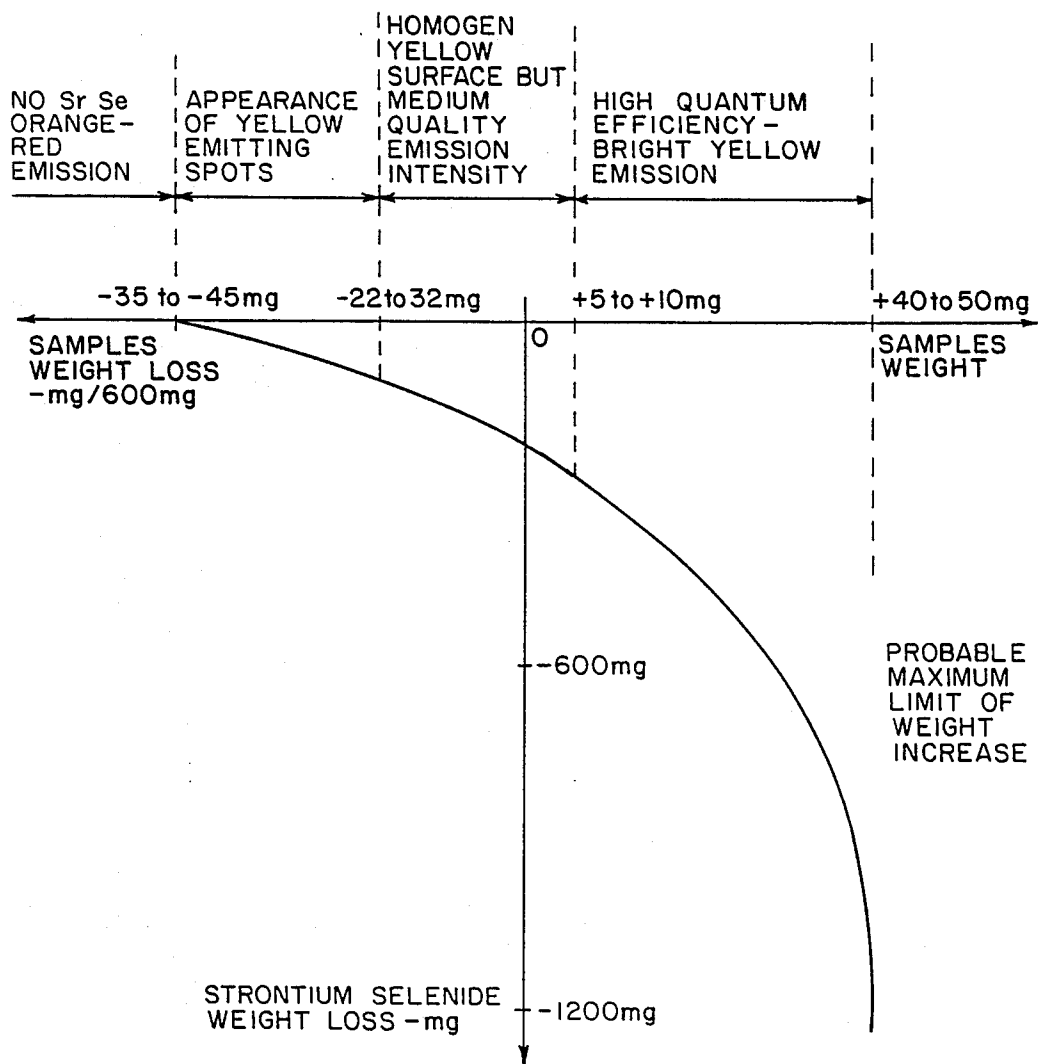 NO Sr Se
ORANGE-
RED
EMISSION
APPEARANCE
OF YELLOW
EMITTING
SPOTS
HOMOGEN
YELLOW
SURFACE BUT
MEDIUM
QUALITY
EMISSION
INTENSITY
HIGH QUANTUM
EFFICIENCY-
BRIGHT YELLOW
EMISSION
-35 to -45mg
-22 to 32mg
+5 to +10mg
+40 to 50mg
SAMPLES
WEIGHT LOSS
-mg/600mg
0
SAMPLES
WEIGHT
-600mg
PROBABLE
MAXIMUM
LIMIT OF
WEIGHT
INCREASE
STRONTIUM SELENIDE
WEIGHT LOSS -mg
-1200mg